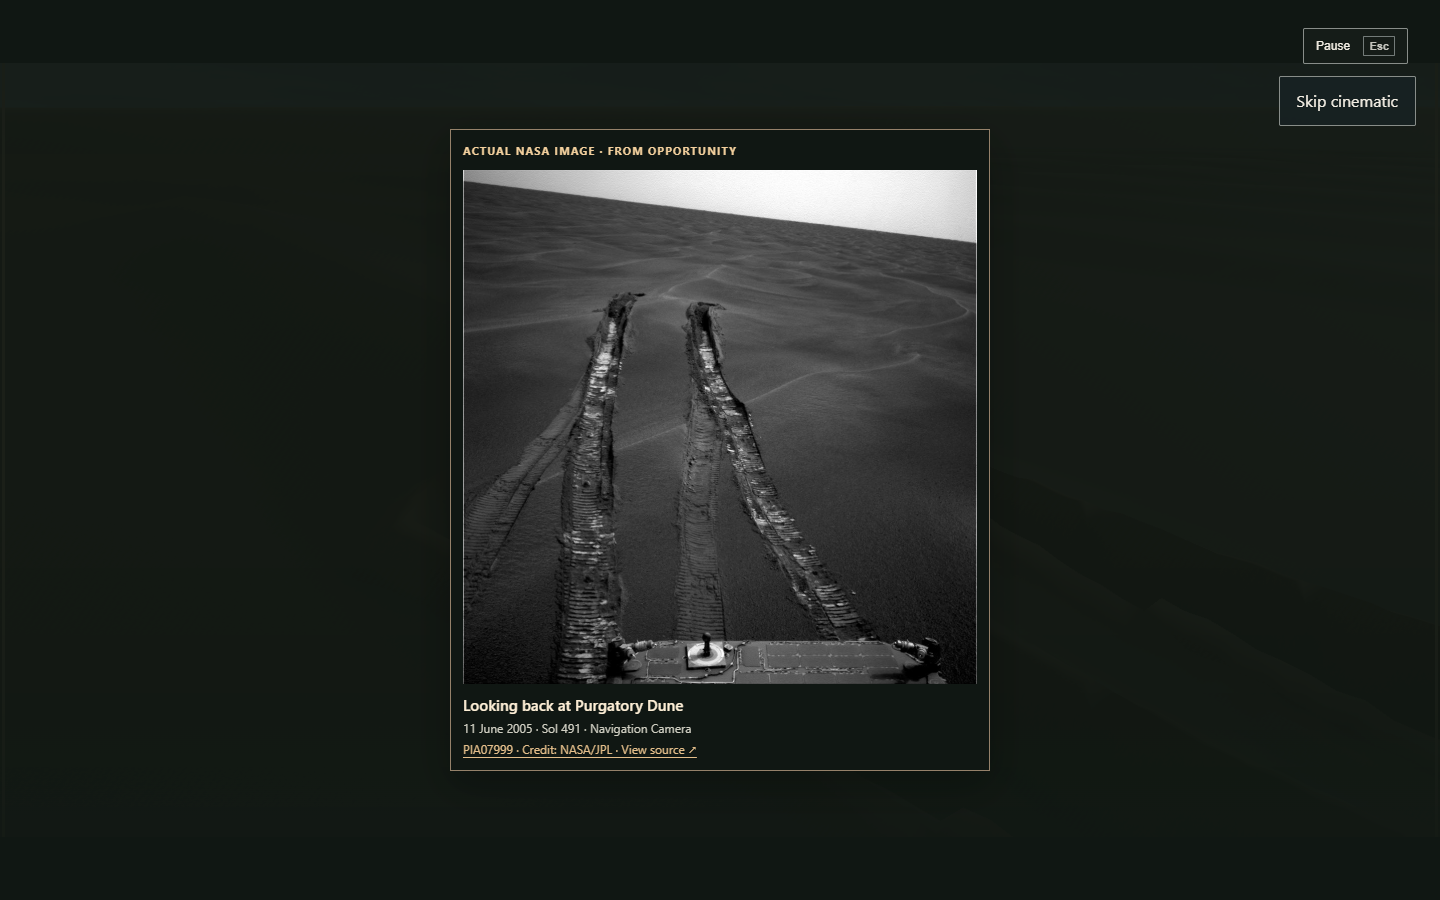 Pause Esc
Skip cinematic
ACTUAL NASA IMAGE · FROM OPPORTUNITY
Looking back at Purgatory Dune
11 June 2005 · Sol 491 · Navigation Camera
PIA07999 · Credit: NASA/JPL · View source ↗